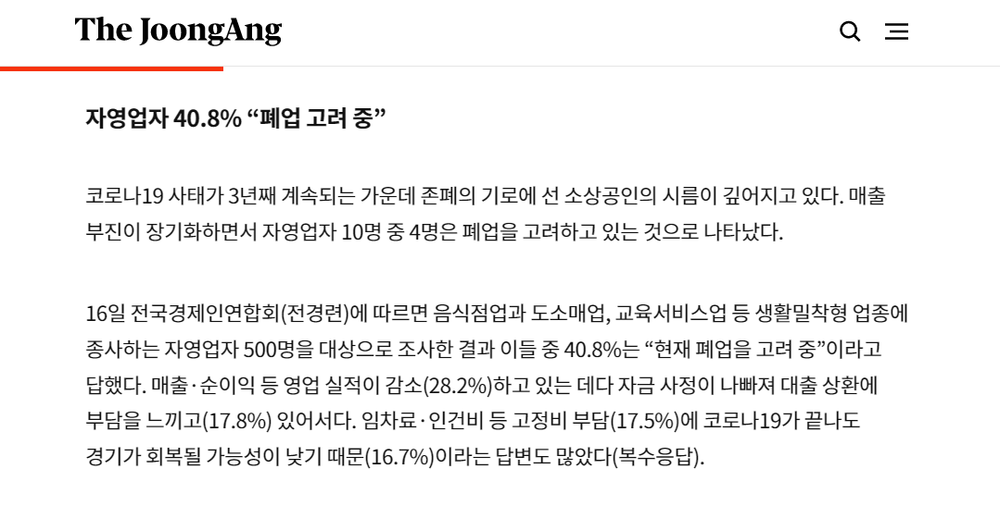 The JoongAng
자영업자 40.8% “폐업 고려 중”
코로나19 사태가 3년째 계속되는 가운데 존폐의 기로에 선 소상공인의 시름이 깊어지고 있다. 매출
부진이 장기화하면서 자영업자 10명 중 4명은 폐업을 고려하고 있는 것으로 나타났다.
16일 전국경제인연합회(전경련)에 따르면 음식점업과 도소매업, 교육서비스업 등 생활밀착형 업종에
종사하는 자영업자 500명을 대상으로 조사한 결과 이들 중 40.8%는 “현재 폐업을 고려 중”이라고
답했다. 매출·순이익 등 영업 실적이 감소(28.2%)하고 있는 데다 자금 사정이 나빠져 대출 상환에
부담을 느끼고(17.8%) 있어서다. 임차료·인건비 등 고정비 부담(17.5%)에 코로나19가 끝나도
경기가 회복될 가능성이 낮기 때문(16.7%)이라는 답변도 많았다(복수응답).